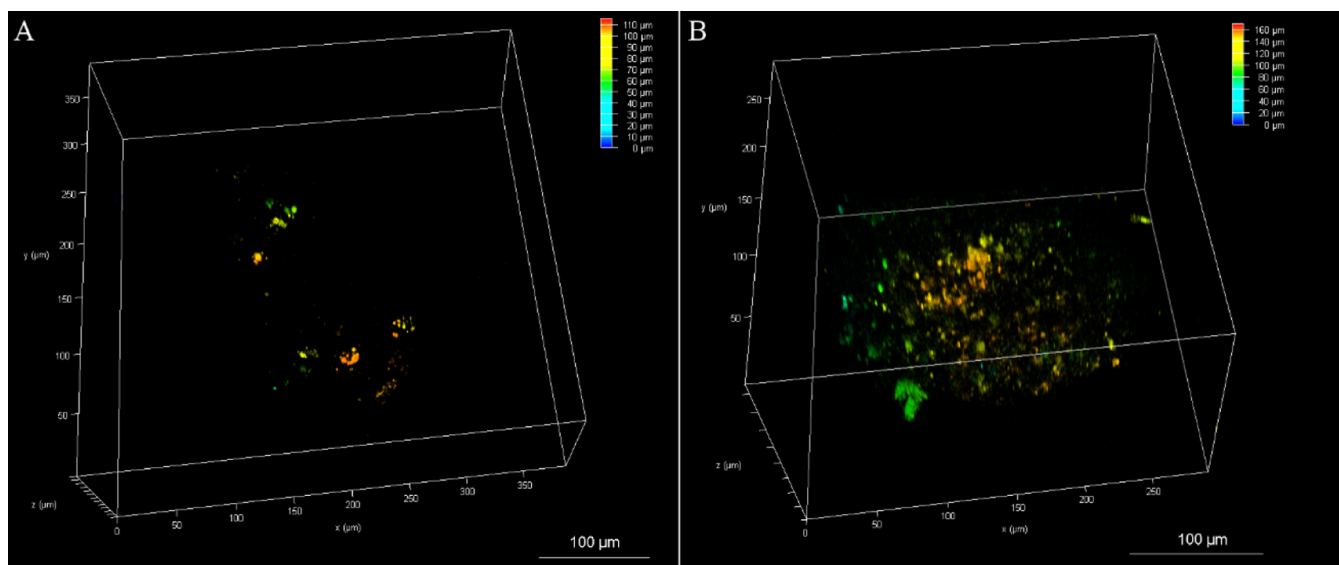 A
110 µm
100 µm
90 µm
80 µm
70 µm
60 µm
50 µm
40 µm
30 µm
20 µm
10 µm
0 µm
350
300
250
200
150
100
50
y (µm)
z (µm)
0
50
100
150
200
250
300
350
x (µm)
100 µm
B
160 µm
140 µm
120 µm
100 µm
80 µm
60 µm
40 µm
20 µm
0 µm
250
200
150
100
50
y (µm)
z (µm)
0
50
100
150
200
250
x (µm)
100 µm